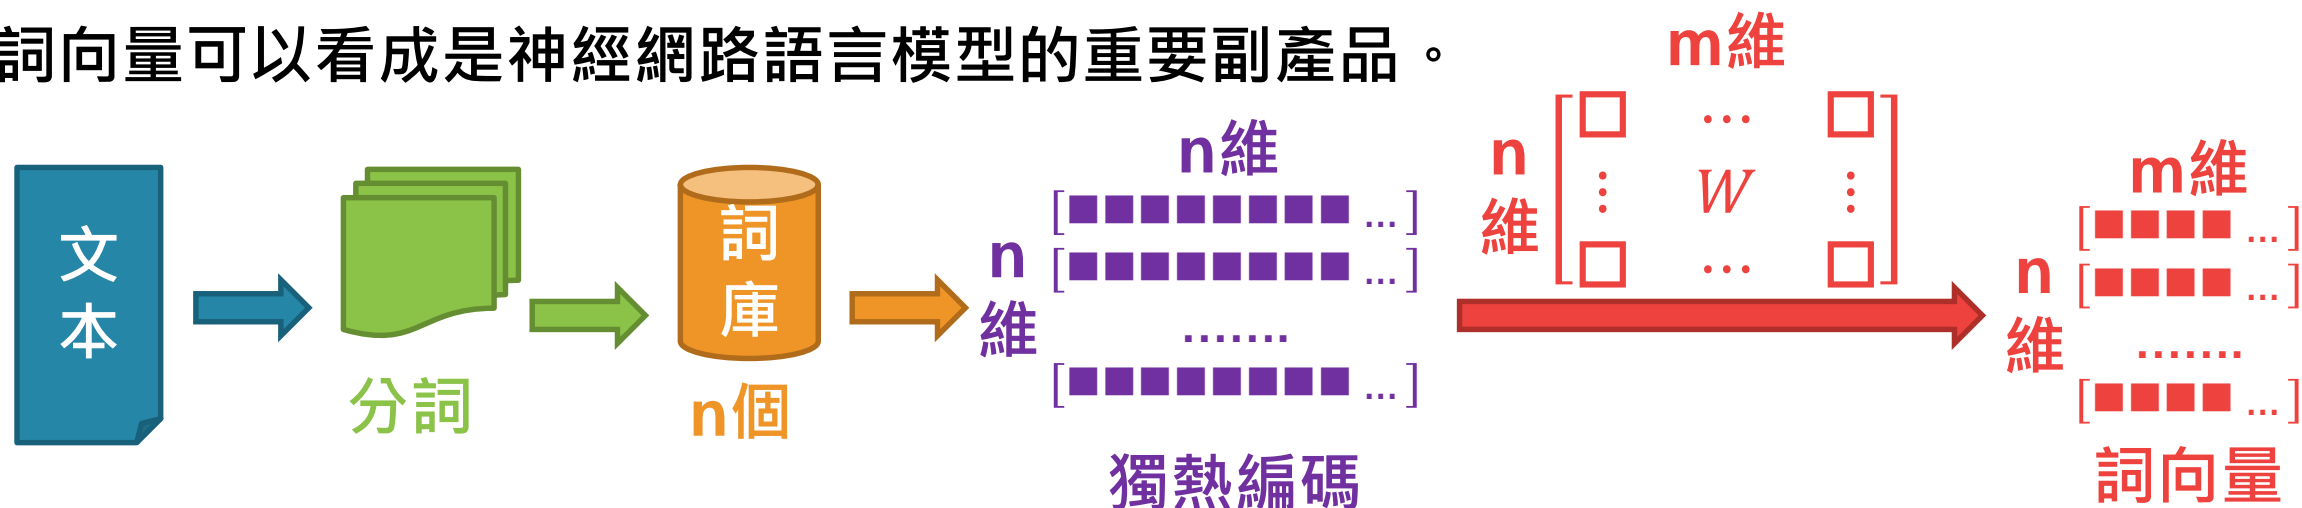 詞向量可以看成是神經網路語言模型的重要副產品。
文
本
分詞
詞
庫
n個
n維
n
維
[■■■■■■■■ ...]
[■■■■■■■■ ...]
.......
[■■■■■■■■ ...]
獨熱編碼
m維
n
維
□ ⋯ □
⋮ W ⋮
□ ⋯ □
m維
n
維
[■■■■ ...]
[■■■■ ...]
.......
[■■■■ ...]
詞向量